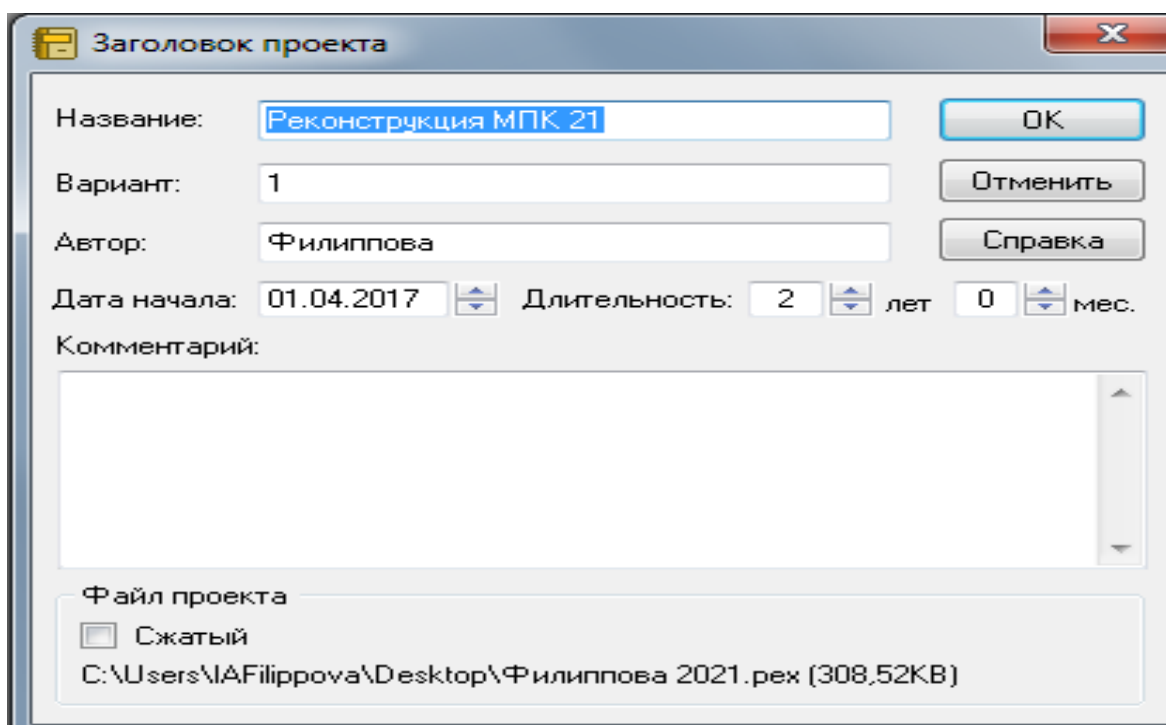 Заголовок проекта
Название: Реконструкция МПК 21 OK
Вариант: 1 Отменить
Автор: Филиппова Справка
Дата начала: 01.04.2017 Длительность: 2 лет 0 мес.
Комментарий:
Файл проекта
Сжатый
C:\Users\IAFilippova\Desktop\Филиппова 2021.pex (308,52KB)